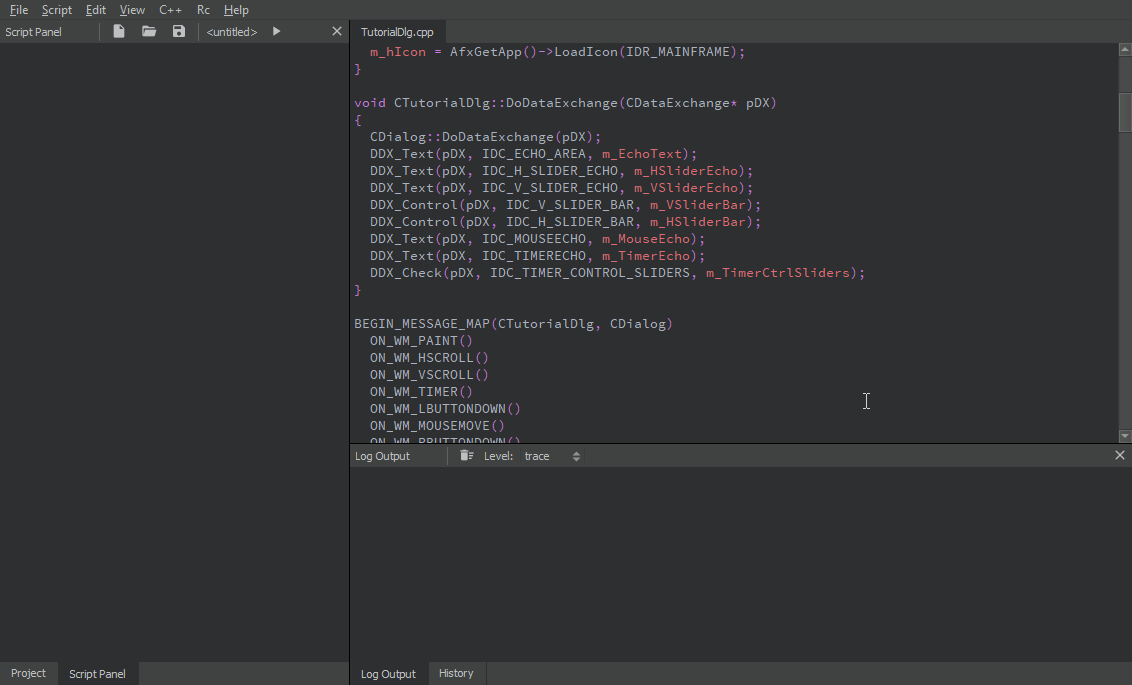 File Script Edit View C++ Rc Help
Script Panel <untitled>
TutorialDlg.cpp
m_hIcon = AfxGetApp()->LoadIcon(IDR_MAINFRAME);
}
void CTutorialDlg::DoDataExchange(CDataExchange* pDX)
{
CDialog::DoDataExchange(pDX);
DDX_Text(pDX, IDC_ECHO_AREA, m_EchoText);
DDX_Text(pDX, IDC_H_SLIDER_ECHO, m_HSliderEcho);
DDX_Text(pDX, IDC_V_SLIDER_ECHO, m_VSliderEcho);
DDX_Control(pDX, IDC_V_SLIDER_BAR, m_VSliderBar);
DDX_Control(pDX, IDC_H_SLIDER_BAR, m_HSliderBar);
DDX_Text(pDX, IDC_MOUSEECHO, m_MouseEcho);
DDX_Text(pDX, IDC_TIMERECHO, m_TimerEcho);
DDX_Check(pDX, IDC_TIMER_CONTROL_SLIDERS, m_TimerCtrlSliders);
}
BEGIN_MESSAGE_MAP(CTutorialDlg, CDialog)
ON_WM_PAINT()
ON_WM_HSCROLL()
ON_WM_VSCROLL()
ON_WM_TIMER()
ON_WM_LBUTTONDOWN()
ON_WM_MOUSEMOVE()
ON_WM_RBUTTONDOWN()
Log Output Level: trace
Project Script Panel
Log Output History